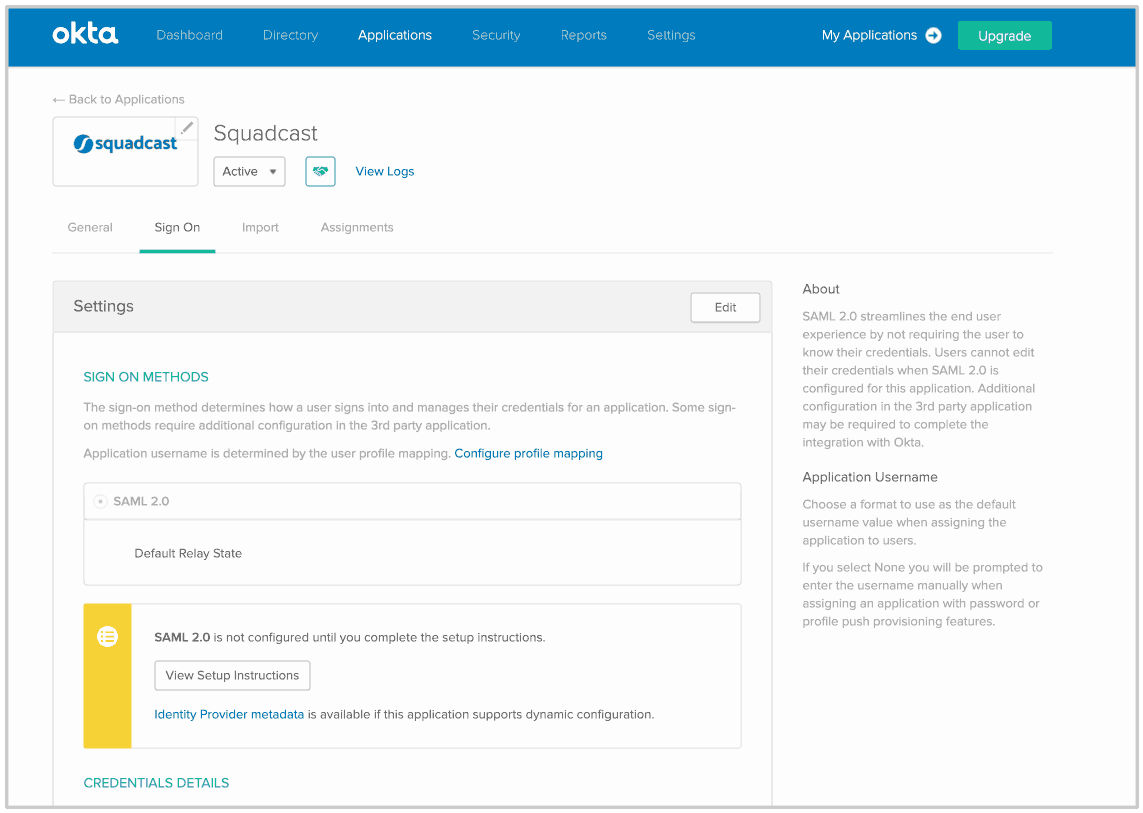 okta Dashboard Directory Applications Security Reports Settings My Applications Upgrade
← Back to Applications
squadcast
Squadcast
Active View Logs
General Sign On Import Assignments
Settings Edit
SIGN ON METHODS
The sign-on method determines how a user signs into and manages their credentials for an application. Some sign-
on methods require additional configuration in the 3rd party application.
Application username is determined by the user profile mapping. Configure profile mapping
SAML 2.0
Default Relay State
SAML 2.0 is not configured until you complete the setup instructions.
View Setup Instructions
Identity Provider metadata is available if this application supports dynamic configuration.
CREDENTIALS DETAILS
About
SAML 2.0 streamlines the end user
experience by not requiring the user to
know their credentials. Users cannot edit
their credentials when SAML 2.0 is
configured for this application. Additional
configuration in the 3rd party application
may be required to complete the
integration with Okta.
Application Username
Choose a format to use as the default
username value when assigning the
application to users.
If you select None you will be prompted to
enter the username manually when
assigning an application with password or
profile push provisioning features.